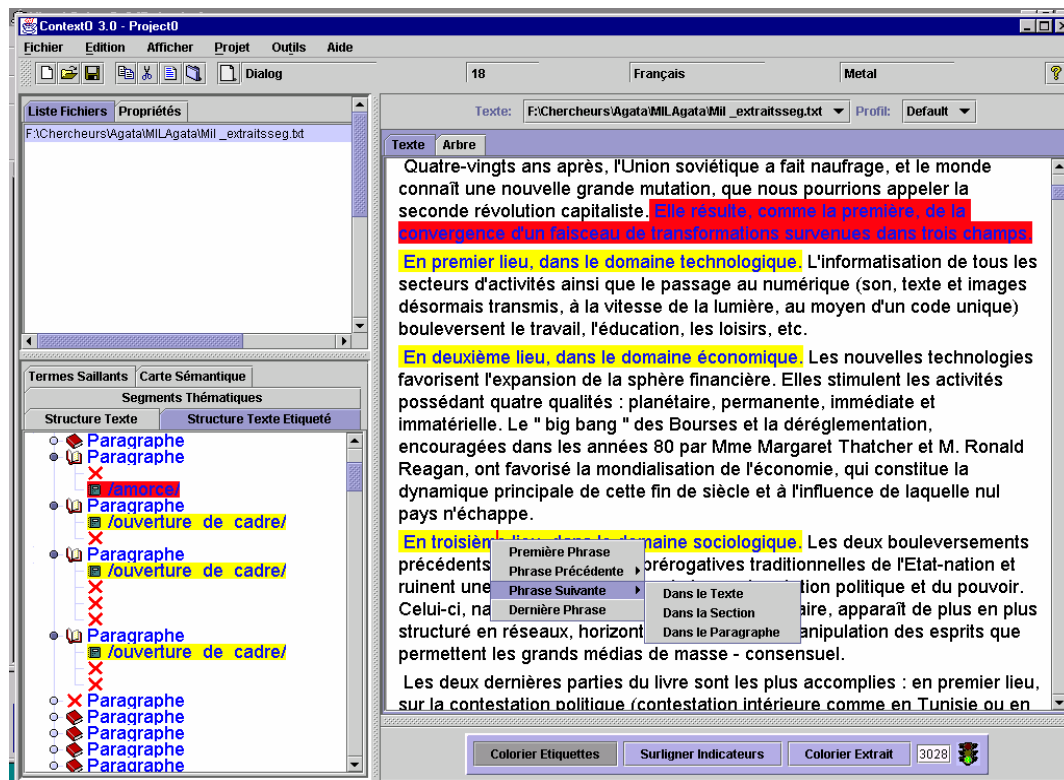 ContextO 3.0 - Project0
Fichier Edition Afficher Projet Outils Aide
Dialog 18 Français Metal
Liste Fichiers Propriétés
F:\Chercheurs\Agata\MILAgata\Mil _extraitsseg.txt
Termes Saillants Carte Sémantique
Segments Thématiques
Structure Texte Structure Texte Etiqueté
Paragraphe
Paragraphe
/amorce/
Paragraphe
/ouverture_de_cadre/
Paragraphe
/ouverture_de_cadre/
Paragraphe
/ouverture_de_cadre/
Paragraphe
Paragraphe
Paragraphe
Paragraphe
Paragraphe
Texte: F:\Chercheurs\Agata\MILAgata\Mil _extraitsseg.txt Profil: Default
Texte Arbre
Quatre-vingts ans après, l'Union soviétique a fait naufrage, et le monde
connaît une nouvelle grande mutation, que nous pourrions appeler la
seconde révolution capitaliste. Elle résulte, comme la première, de la
convergence d'un faisceau de transformations survenues dans trois champs.
En premier lieu, dans le domaine technologique. L'informatisation de tous les
secteurs d'activités ainsi que le passage au numérique (son, texte et images
désormais transmis, à la vitesse de la lumière, au moyen d'un code unique)
bouleversent le travail, l'éducation, les loisirs, etc.
En deuxième lieu, dans le domaine économique. Les nouvelles technologies
favorisent l'expansion de la sphère financière. Elles stimulent les activités
possédant quatre qualités : planétaire, permanente, immédiate et
immatérielle. Le " big bang " des Bourses et la déréglementation,
encouragées dans les années 80 par Mme Margaret Thatcher et M. Ronald
Reagan, ont favorisé la mondialisation de l'économie, qui constitue la
dynamique principale de cette fin de siècle et à l'influence de laquelle nul
pays n'échappe.
En troisième lieu, dans le domaine sociologique. Les deux bouleversements
précédents prérogatives traditionnelles de l'Etat-nation et
ruinent une politique et du pouvoir.
Celui-ci, apparaît de plus en plus
structuré en réseaux, des esprits que
permettent les grands médias de masse - consensuel.
Les deux dernières parties du livre sont les plus accomplies : en premier lieu,
sur la contestation politique (contestation intérieure comme en Tunisie ou en
Première Phrase
Phrase Précédente
Phrase Suivante
Dernière Phrase
Dans le Texte
Dans la Section
Dans le Paragraphe
Colorier Etiquettes Surligner Indicateurs Colorier Extrait 3028